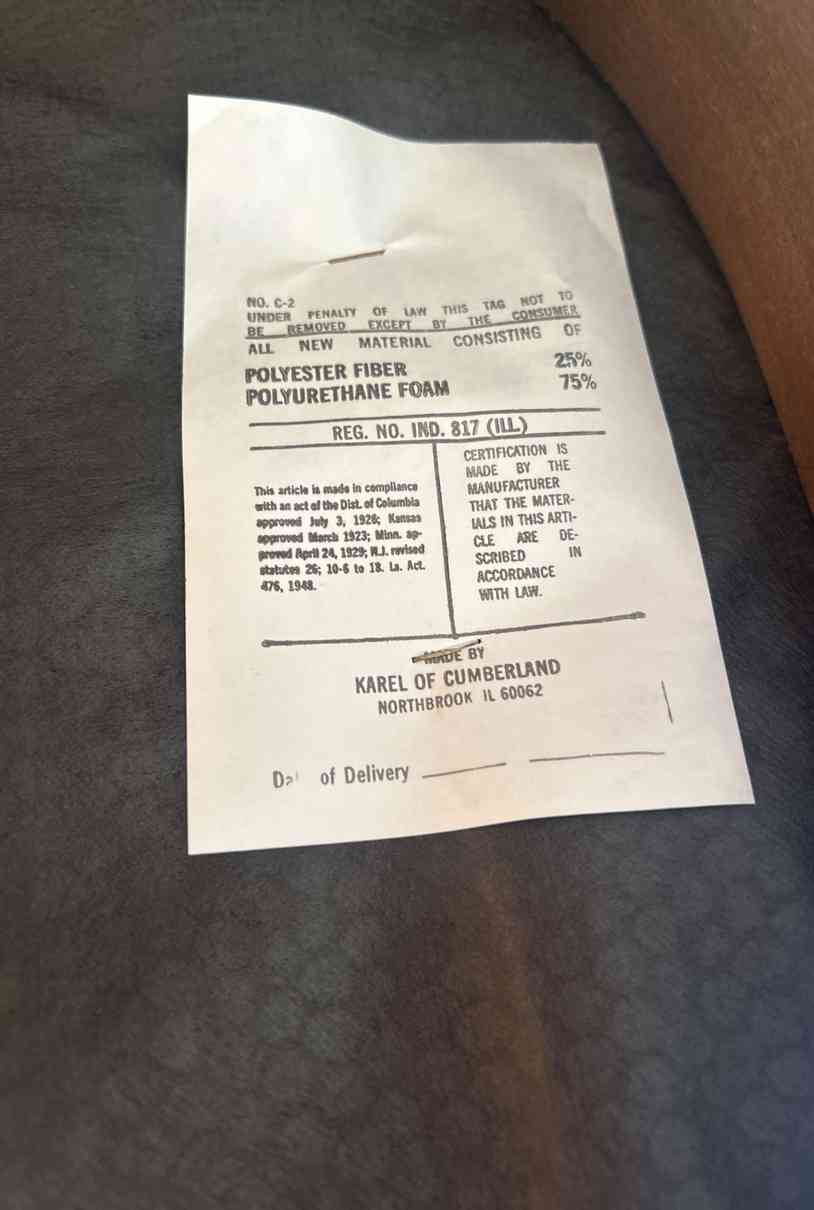 NO. C-2
UNDER PENALTY OF LAW THIS TAG NOT TO
BE REMOVED EXCEPT BY THE CONSUMER
ALL NEW MATERIAL CONSISTING OF
POLYESTER FIBER 25%
POLYURETHANE FOAM 75%
REG. NO. IND. 817 (ILL)
This article is made in compliance
with an act of the Dist. of Columbia
approved July 3, 1926; Kansas
approved March 1923; Minn. ap-
proved April 24, 1929; N.J. revised
statutes 26; 10-6 to 18. La. Act.
476, 1948.
CERTIFICATION IS
MADE BY THE
MANUFACTURER
THAT THE MATER-
IALS IN THIS ARTI-
CLE ARE DE-
SCRIBED IN
ACCORDANCE
WITH LAW.
MADE BY
KAREL OF CUMBERLAND
NORTHBROOK IL 60062
of Delivery